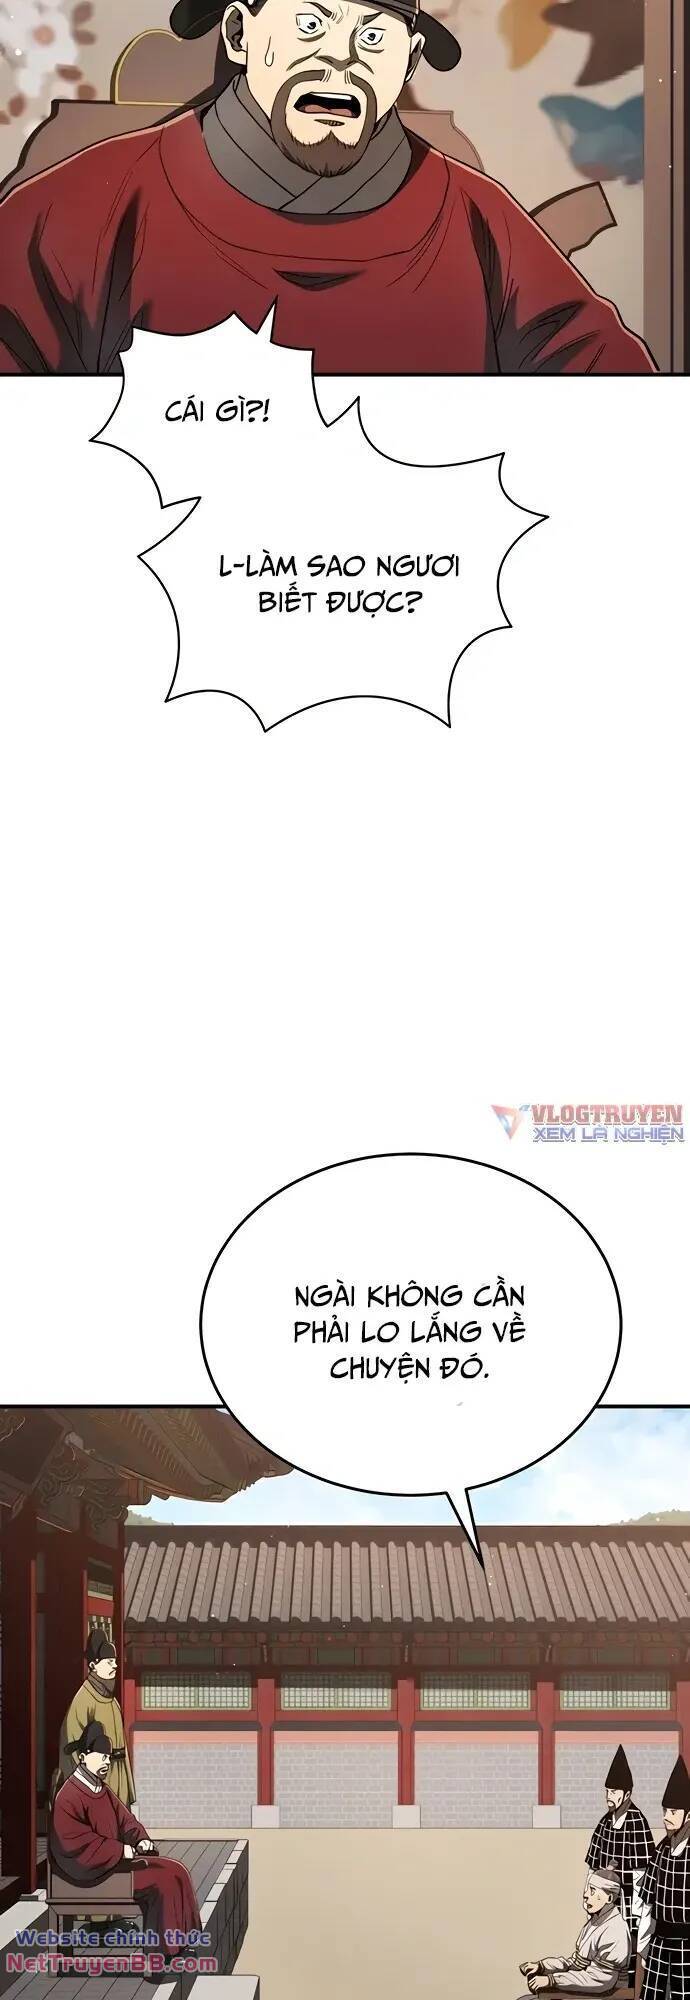 CÁI GÌ?!
L-LÀM SAO NGƯƠI
BIẾT ĐƯỢC?
VLOGTRUYEN
XEM LÀ NGHIỆN
NGÀI KHÔNG CẦN
PHẢI LO LẮNG VỀ
CHUYỆN ĐÓ.
Website chính thức
NetTruyenBB.com